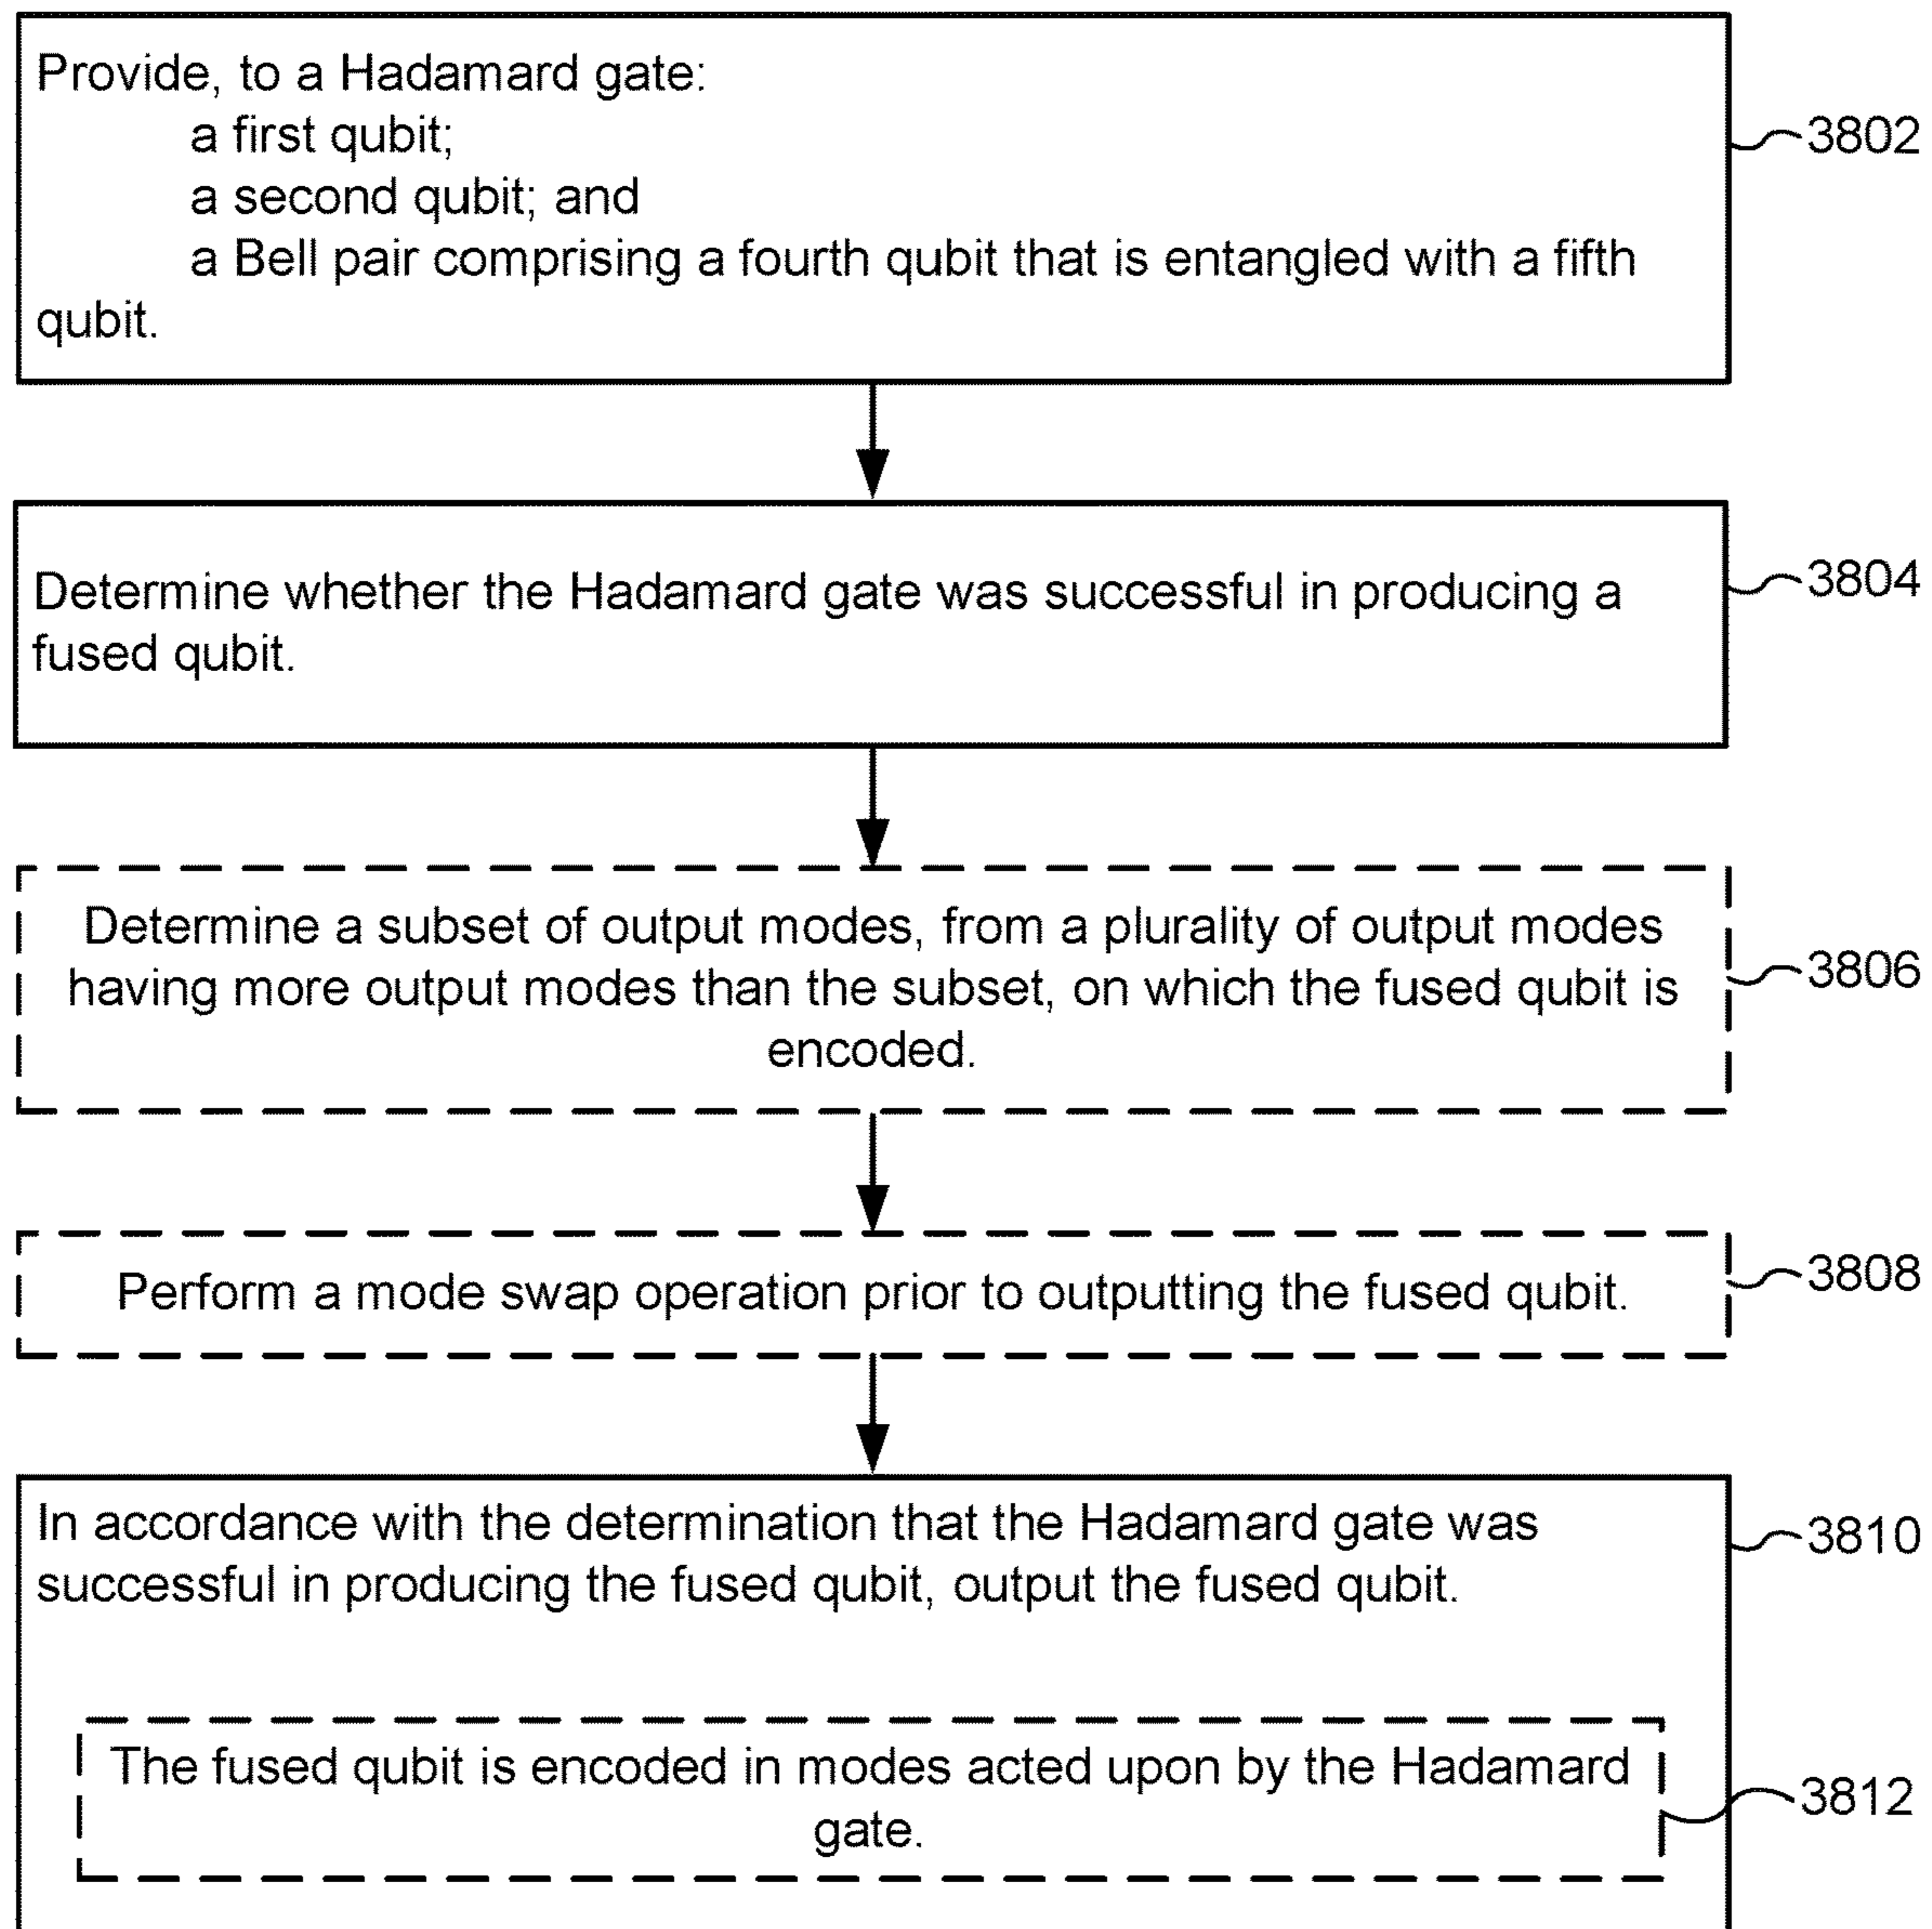 Provide, to a Hadamard gate:
a first qubit;
a second qubit; and
a Bell pair comprising a fourth qubit that is entangled with a fifth
qubit.
3802
Determine whether the Hadamard gate was successful in producing a
fused qubit.
3804
Determine a subset of output modes, from a plurality of output modes
having more output modes than the subset, on which the fused qubit is
encoded.
3806
Perform a mode swap operation prior to outputting the fused qubit.
3808
In accordance with the determination that the Hadamard gate was
successful in producing the fused qubit, output the fused qubit.
3810
The fused qubit is encoded in modes acted upon by the Hadamard
gate.
3812